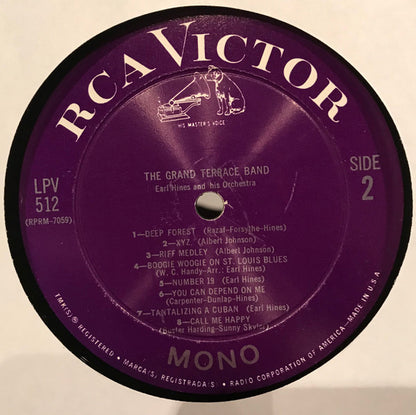 RCA VICTOR
"HIS MASTER'S VOICE"
THE GRAND TERRACE BAND
Earl Hines and his Orchestra
LPV
512
(RPRM-7059)
SIDE
2
1—DEEP FOREST (Razaf-Forsythe-Hines)
2—XYZ (Albert Johnson)
3—RIFF MEDLEY (Albert Johnson)
4—BOOGIE WOOGIE ON ST. LOUIS BLUES
(W. C. Handy-Arr.: Earl Hines)
5—NUMBER 19 (Earl Hines)
6—YOU CAN DEPEND ON ME
(Carpenter-Dunlap-Hines)
7—TANTALIZING A CUBAN (Earl Hines)
8—CALL ME HAPPY
(Buster Harding-Sunny Skylar)
MONO
TMK(S) ® REGISTERED • MARCA(S) REGISTRADA(S) • RADIO CORPORATION OF AMERICA—MADE IN U.S.A.